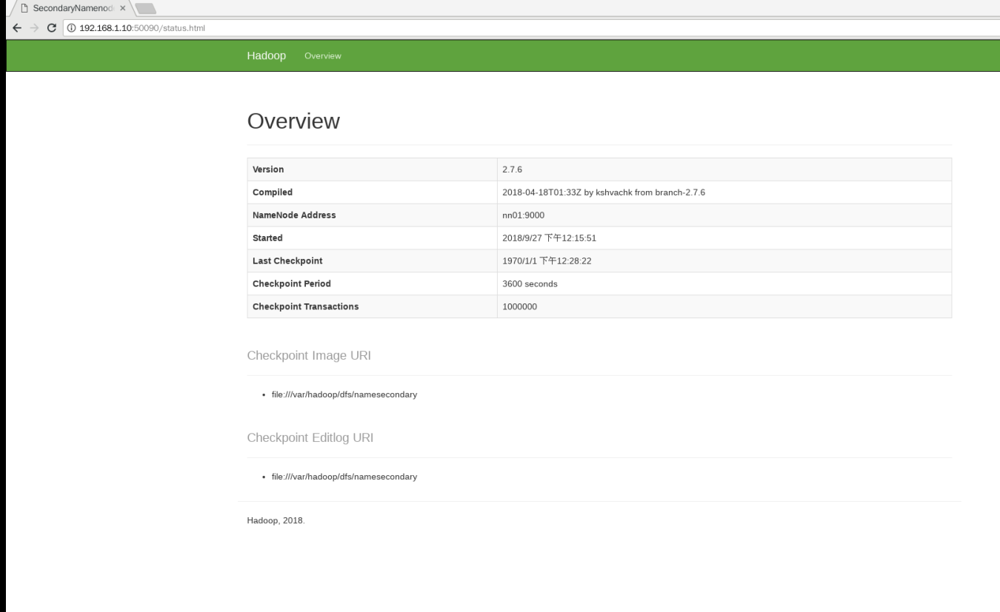 SecondaryNamenod
192.168.1.10:50090/status.html
Hadoop Overview
Overview
Version 2.7.6
Compiled 2018-04-18T01:33Z by kshvachk from branch-2.7.6
NameNode Address nn01:9000
Started 2018/9/27 下午12:15:51
Last Checkpoint 1970/1/1 下午12:28:22
Checkpoint Period 3600 seconds
Checkpoint Transactions 1000000
Checkpoint Image URI
• file:///var/hadoop/dfs/namesecondary
Checkpoint Editlog URI
• file:///var/hadoop/dfs/namesecondary
Hadoop, 2018.